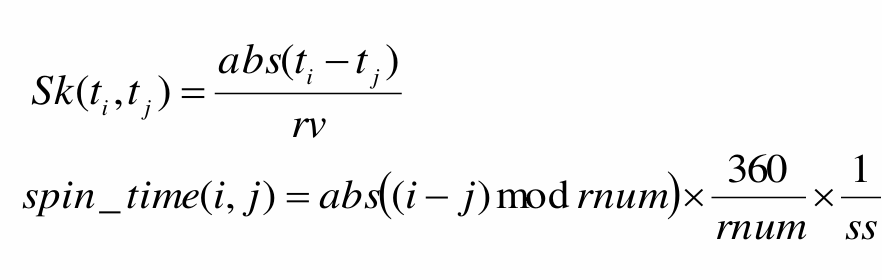 Sk(t_i,t_j) = abs(t_i − t_j) / rv
spin_time(i, j) = abs((i − j) mod rnum) × 360 / rnum × 1 / ss